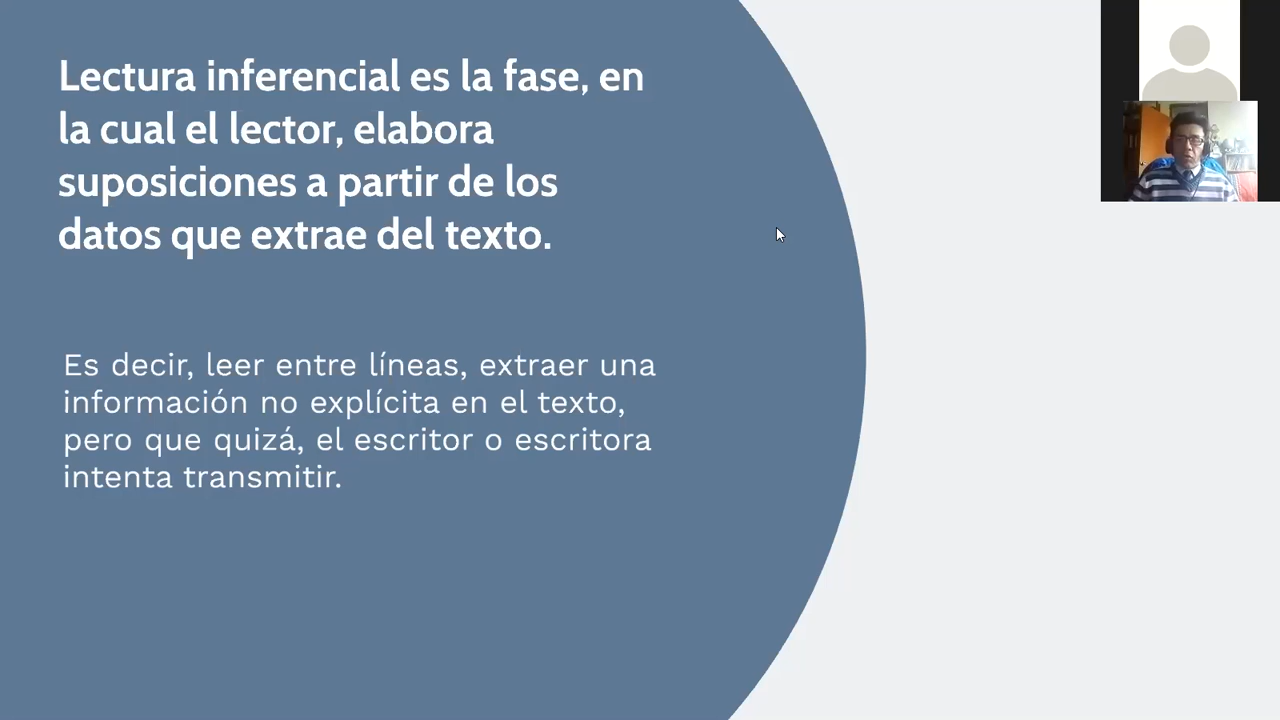 Lectura inferencial es la fase, en
la cual el lector, elabora
suposiciones a partir de los
datos que extrae del texto.
Es decir, leer entre líneas, extraer una
información no explícita en el texto,
pero que quizá, el escritor o escritora
intenta transmitir.